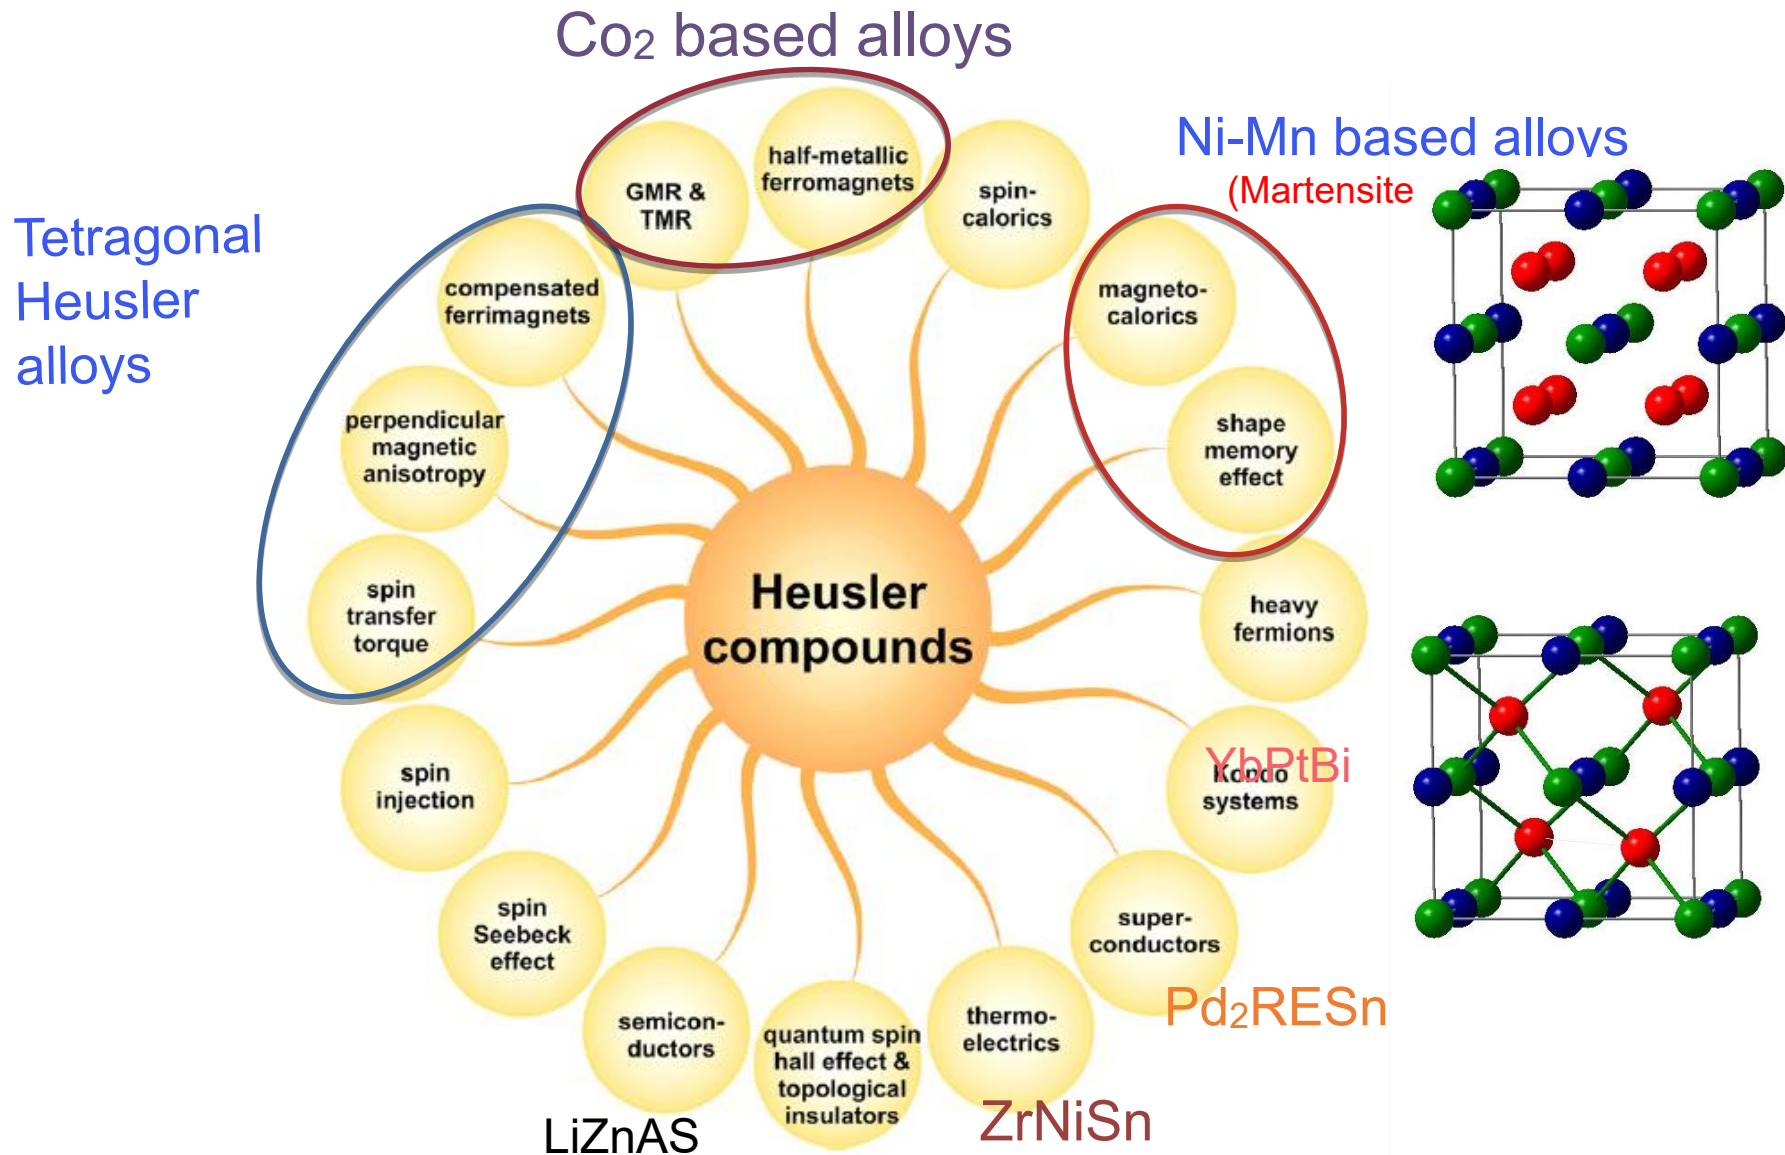 Co₂ based alloys
Ni-Mn based alloys
(Martensite
Tetragonal
Heusler
alloys
half-metallic
ferromagnets
GMR &
TMR
spin-
calorics
compensated
ferrimagnets
magneto-
calorics
perpendicular
magnetic
anisotropy
shape
memory
effect
spin
transfer
torque
Heusler
compounds
heavy
fermions
spin
injection
YbPtBi
Kondo
systems
spin
Seebeck
effect
super-
conductors
Pd₂RESn
semicon-
ductors
quantum spin
hall effect &
topological
insulators
thermo-
electrics
LiZnAS
ZrNiSn